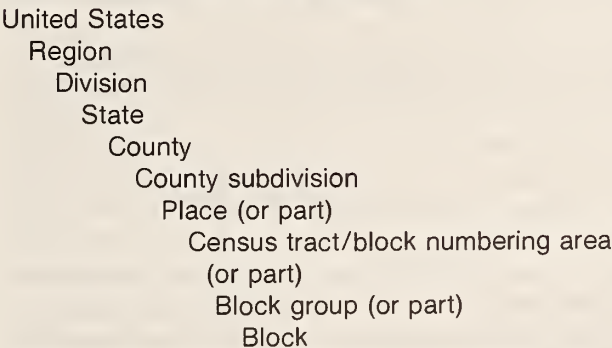 United States
Region
Division
State
County
County subdivision
Place (or part)
Census tract/block numbering area
(or part)
Block group (or part)
Block